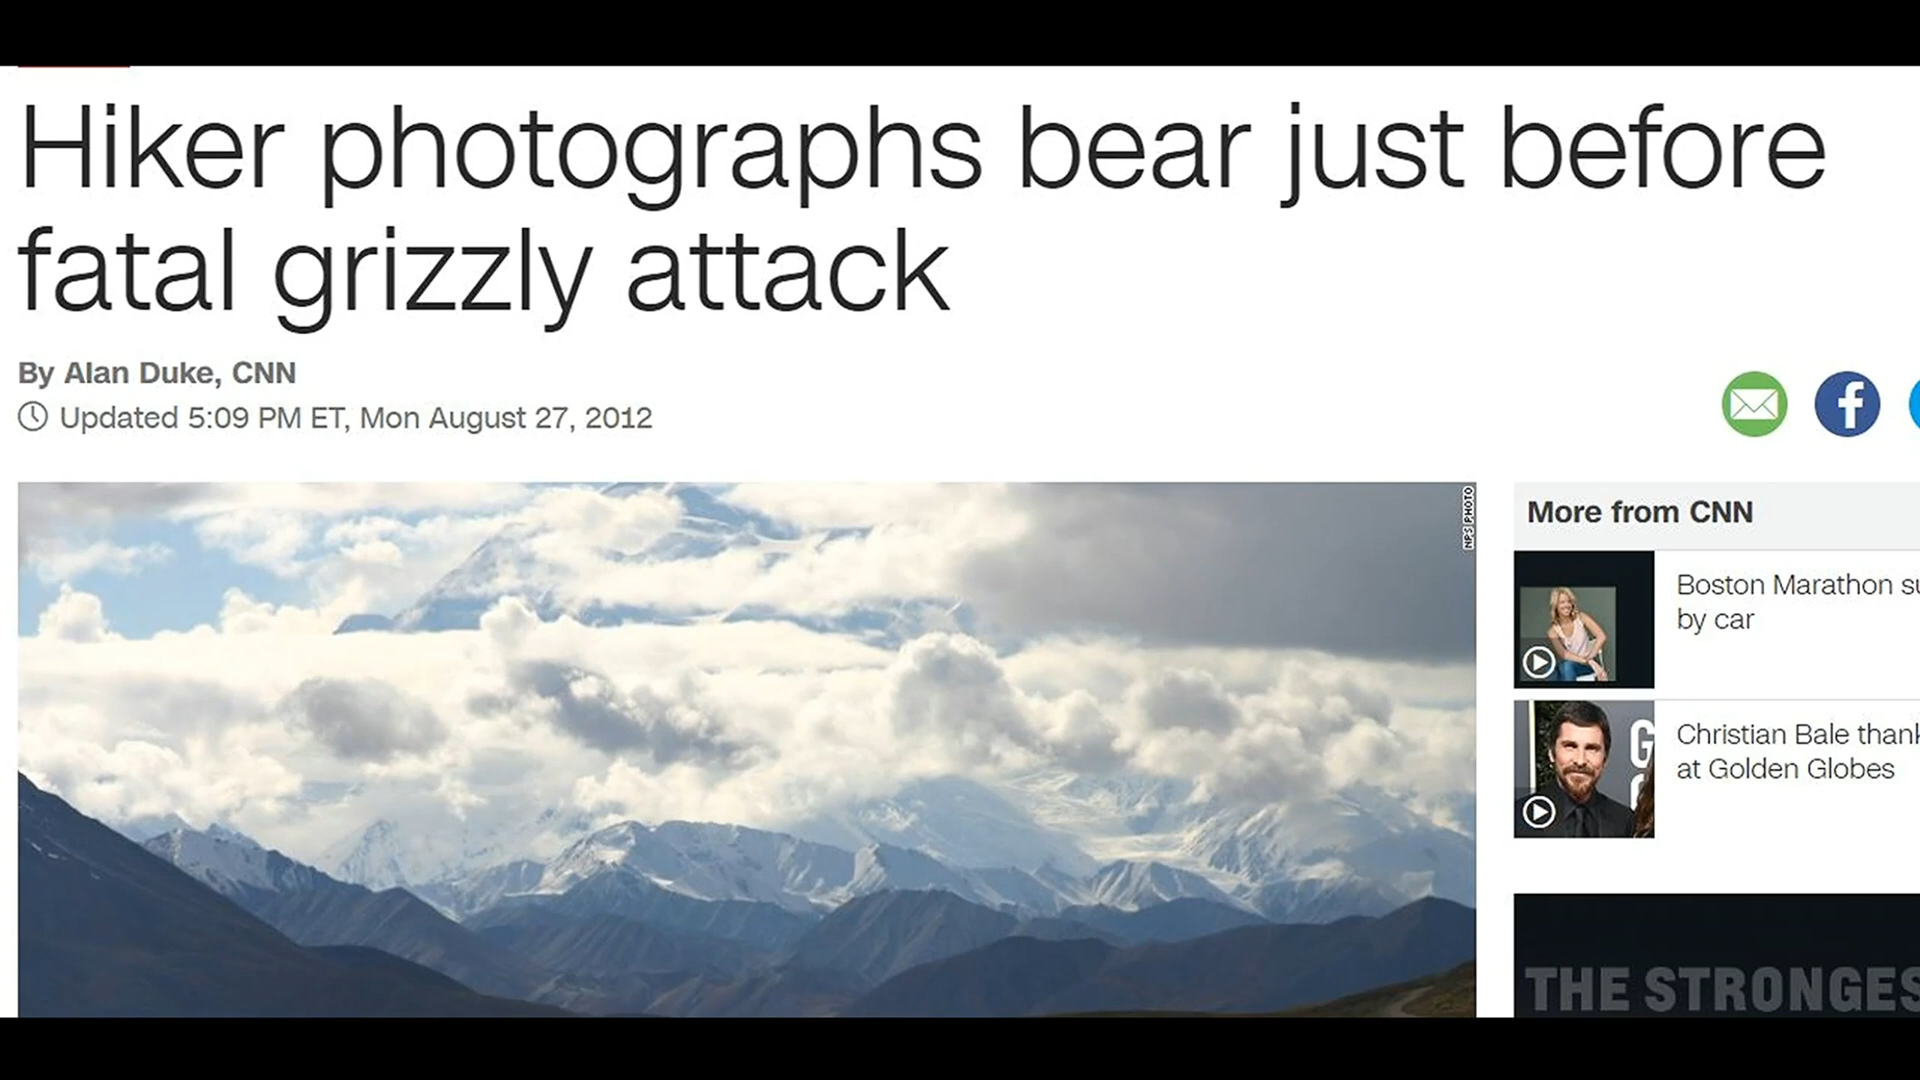 Hiker photographs bear just before
fatal grizzly attack
By Alan Duke, CNN
Updated 5:09 PM ET, Mon August 27, 2012
NPS PHOTO
More from CNN
Boston Marathon su
by car
Christian Bale thank
at Golden Globes
G
G
THE STRONGES